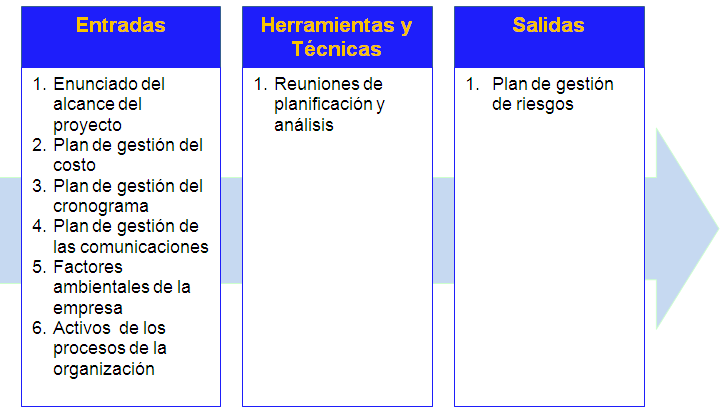 Entradas
1. Enunciado del
alcance del
proyecto
2. Plan de gestión del
costo
3. Plan de gestión del
cronograma
4. Plan de gestión de
las comunicaciones
5. Factores
ambientales de la
empresa
6. Activos de los
procesos de la
organización
Herramientas y
Técnicas
1. Reuniones de
planificación y
análisis
Salidas
1. Plan de gestión
de riesgos